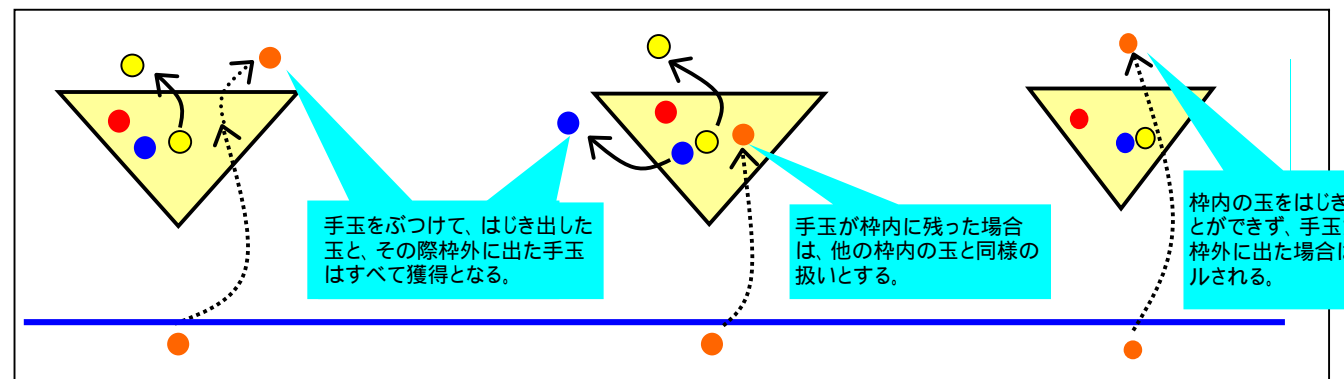 手玉をぶつけて、はじき出した
玉と、その際枠外に出た手玉
はすべて獲得となる。
手玉が枠内に残った場合
は、他の枠内の玉と同様の
扱いとする。
枠内の玉をはじき
とができず、手玉
枠外に出た場合は
ルされる。